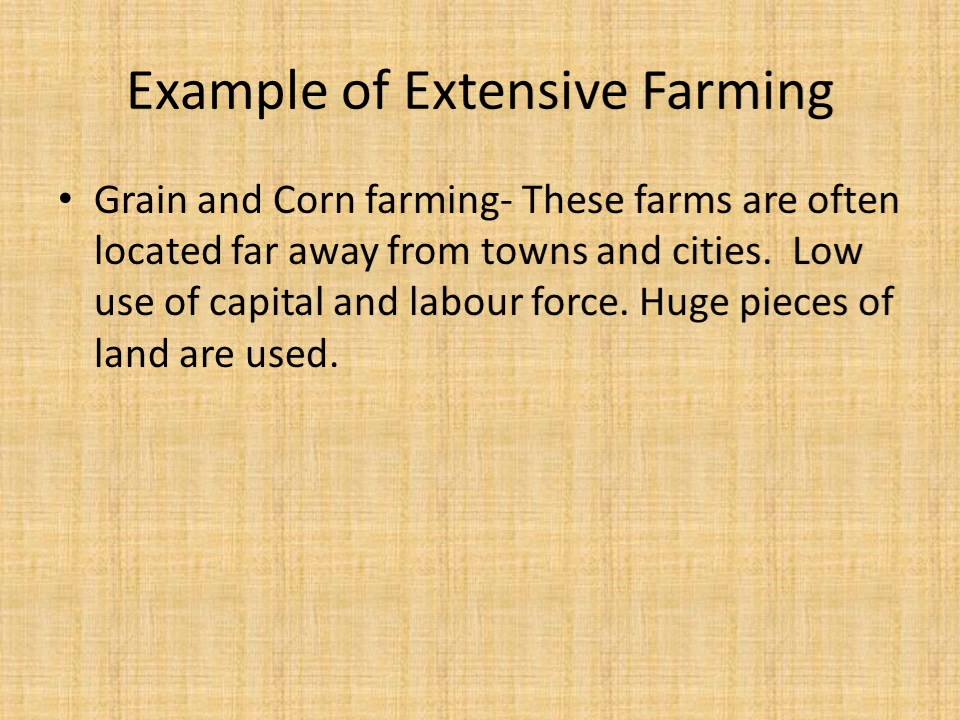 Example of Extensive Farming
• Grain and Corn farming- These farms are often
located far away from towns and cities.  Low
use of capital and labour force. Huge pieces of
land are used.